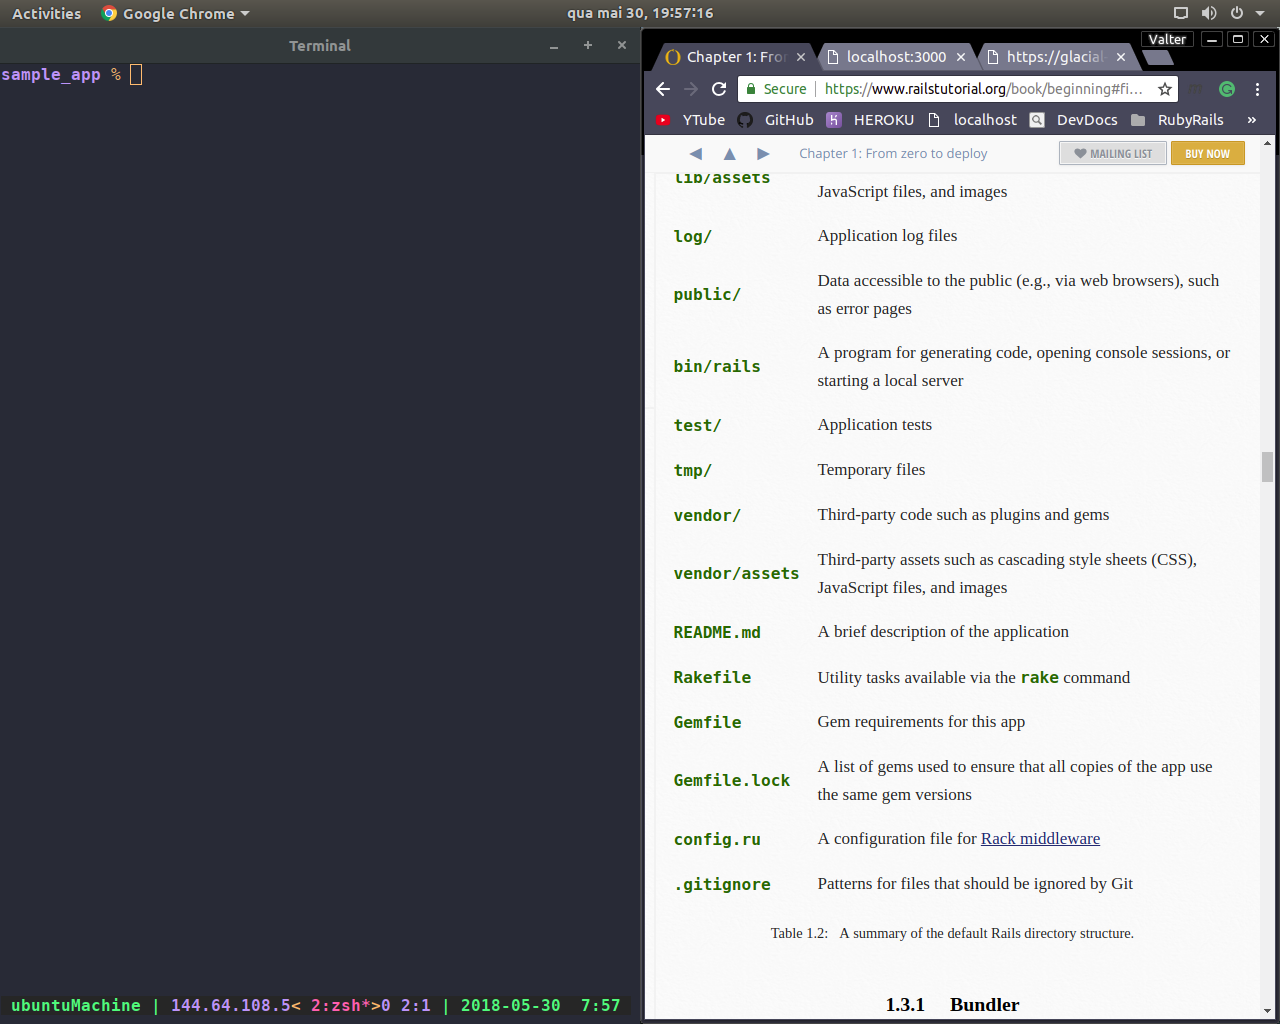 Activities
Google Chrome
qua mai 30, 19:57:16
Terminal
sample_app %
ubuntuMachine | 144.64.108.5< 2:zsh*>0 2:1 | 2018-05-30  7:57
Valter
Chapter 1: Fro
localhost:3000
https://glacial
Secure
https://www.railstutorial.org/book/beginning#fi...
YTube
GitHub
HEROKU
localhost
DevDocs
RubyRails
»
Chapter 1: From zero to deploy
MAILING LIST
BUY NOW
lib/assets
JavaScript files, and images
log/
Application log files
public/
Data accessible to the public (e.g., via web browsers), such
as error pages
bin/rails
A program for generating code, opening console sessions, or
starting a local server
test/
Application tests
tmp/
Temporary files
vendor/
Third-party code such as plugins and gems
vendor/assets
Third-party assets such as cascading style sheets (CSS),
JavaScript files, and images
README.md
A brief description of the application
Rakefile
Utility tasks available via the rake command
Gemfile
Gem requirements for this app
Gemfile.lock
A list of gems used to ensure that all copies of the app use
the same gem versions
config.ru
A configuration file for Rack middleware
.gitignore
Patterns for files that should be ignored by Git
Table 1.2: A summary of the default Rails directory structure.
1.3.1 Bundler